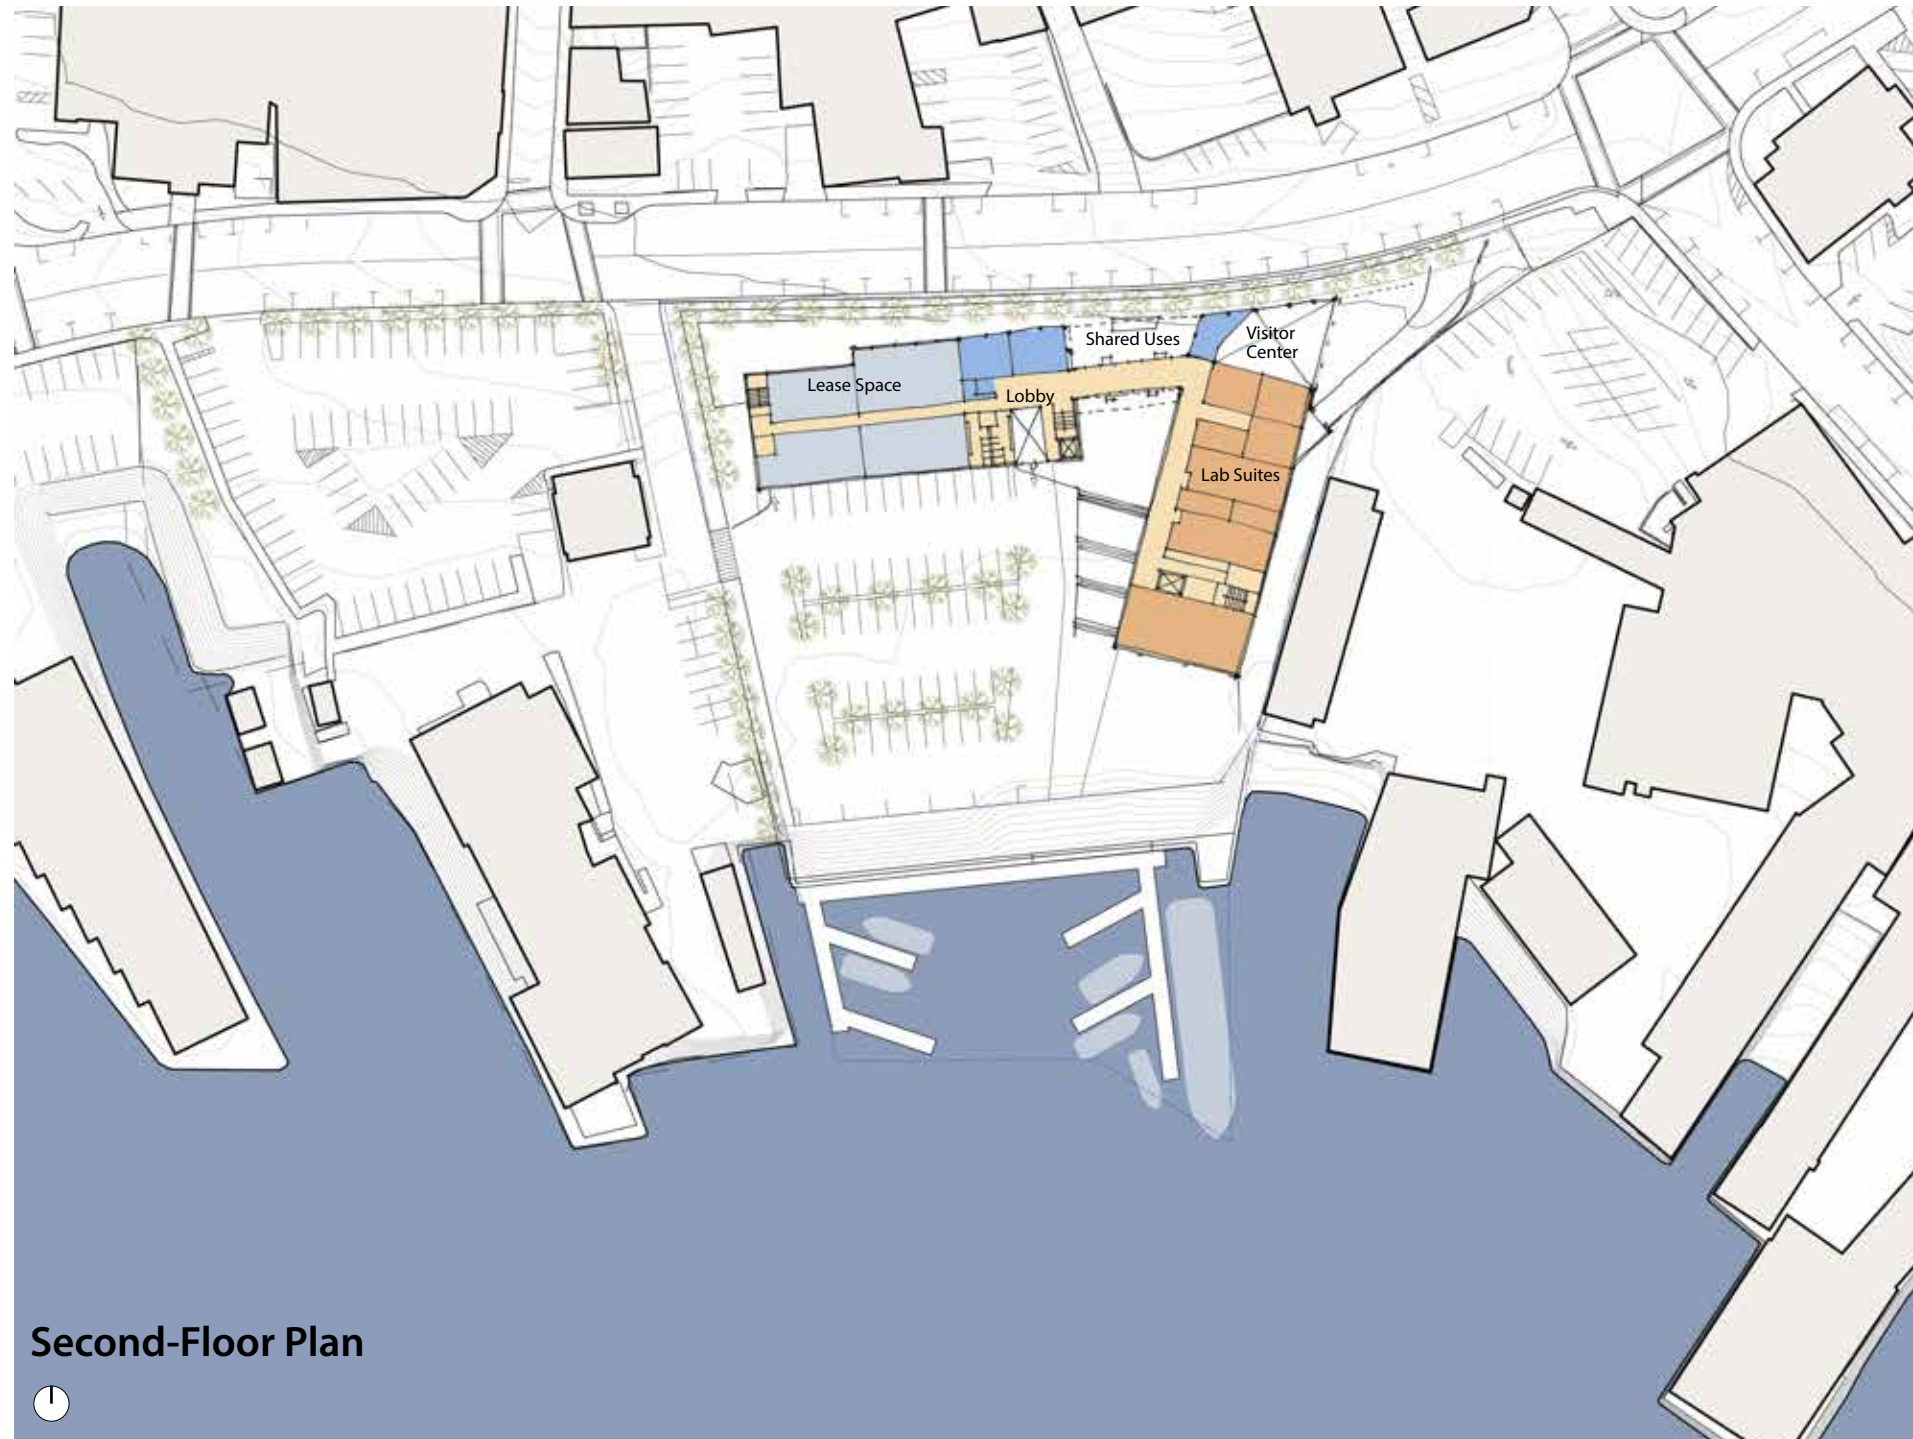 Shared Uses
Visitor
Center
Lease Space
Lobby
Lab Suites
Second-Floor Plan